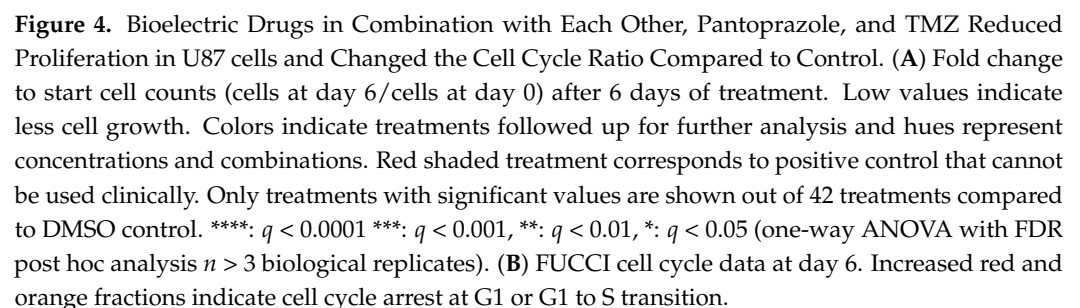 Figure 4. Bioelectric Drugs in Combination with Each Other, Pantoprazole, and TMZ Reduced
Proliferation in U87 cells and Changed the Cell Cycle Ratio Compared to Control. (A) Fold change
to start cell counts (cells at day 6/cells at day 0) after 6 days of treatment. Low values indicate
less cell growth. Colors indicate treatments followed up for further analysis and hues represent
concentrations and combinations. Red shaded treatment corresponds to positive control that cannot
be used clinically. Only treatments with significant values are shown out of 42 treatments compared
to DMSO control. ****: q < 0.0001 ***: q < 0.001, **: q < 0.01, *: q < 0.05 (one-way ANOVA with FDR
post hoc analysis n > 3 biological replicates). (B) FUCCI cell cycle data at day 6. Increased red and
orange fractions indicate cell cycle arrest at G1 or G1 to S transition.